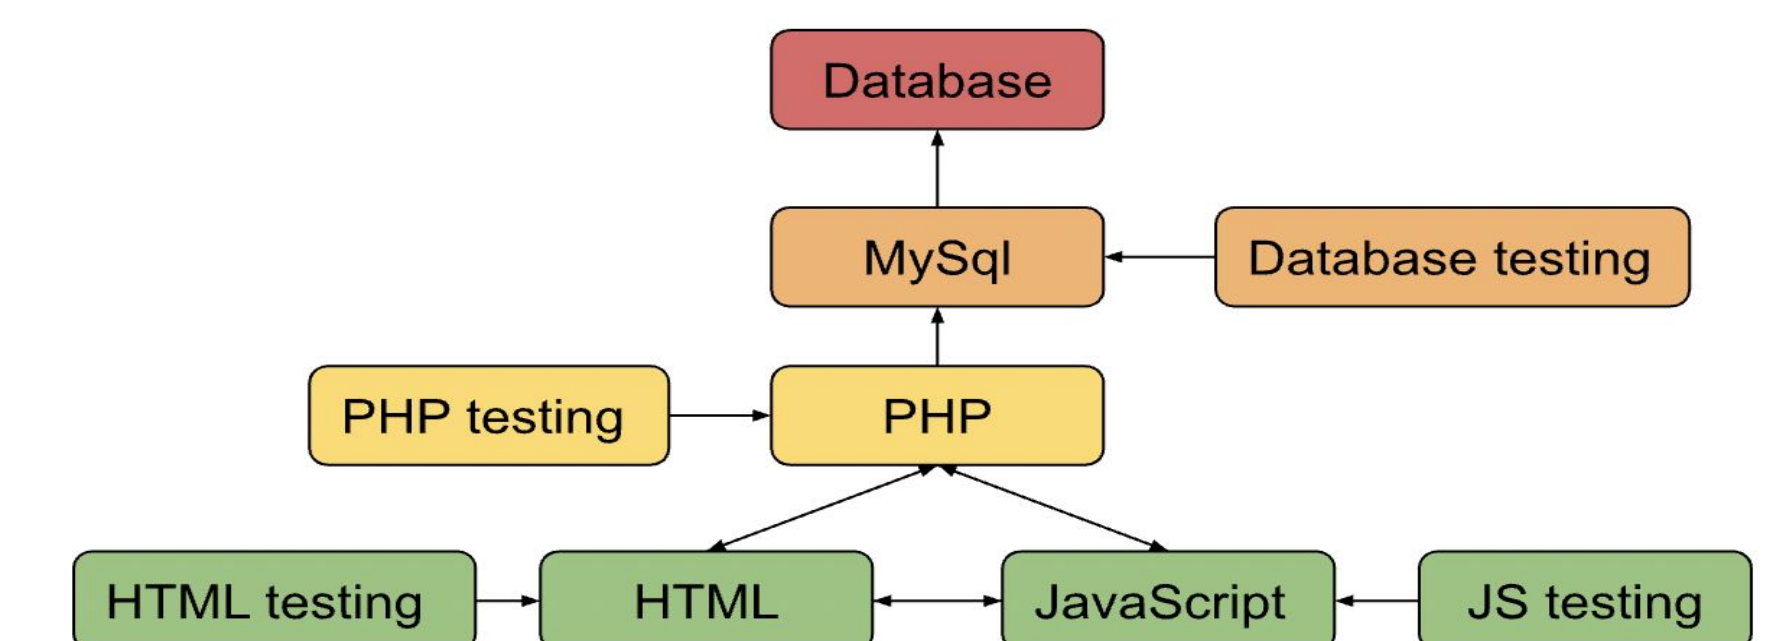 Database
MySql
Database testing
PHP testing
PHP
HTML testing
HTML
JavaScript
JS testing